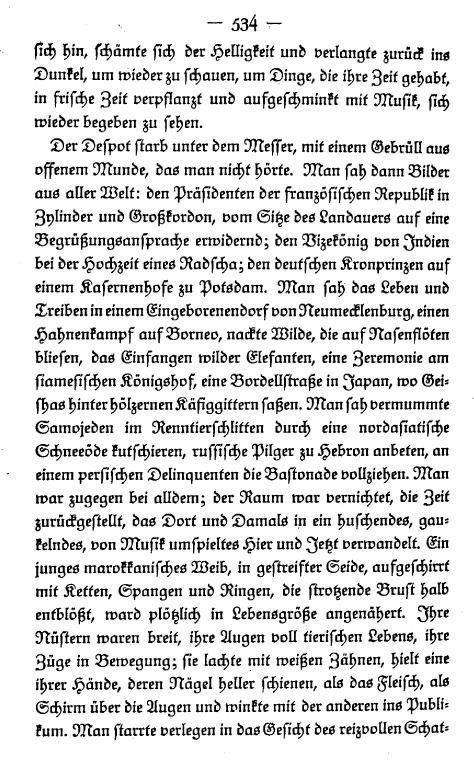 — 534 —
sich hin, schämte sich der Helligkeit und verlangte zurück ins
Dunkel, um wieder zu schauen, um Dinge, die ihre Zeit gehabt,
in frische Zeit verpflanzt und aufgeschminkt mit Musik, sich
wieder begeben zu sehen.
Der Despot starb unter dem Messer, mit einem Gebrüll aus
offenem Munde, das man nicht hörte. Man sah dann Bilder
aus aller Welt: den Präsidenten der französischen Republik in
Zylinder und Großkordon, vom Sitze des Landauers auf eine
Begrüßungsansprache erwidernd; den Vizekönig von Indien
bei der Hochzeit eines Radscha; den deutschen Kronprinzen auf
einem Kasernenhofe zu Potsdam. Man sah das Leben und
Treiben in einem Eingeborenendorf von Neumecklenburg, einen
Hahnenkampf auf Borneo, nackte Wilde, die auf Nasenflöten
bliesen, das Einfangen wilder Elefanten, eine Zeremonie am
siamesischen Königshof, eine Bordellstraße in Japan, wo Gei-
shas hinter hölzernen Käfiggittern saßen. Man sah vermummte
Samojeden im Renntierschlitten durch eine nordasiatische
Schneeöde kutschieren, russische Pilger zu Hebron anbeten, an
einem persischen Delinquenten die Bastonade vollziehen. Man
war zugegen bei alldem; der Raum war vernichtet, die Zeit
zurückgestellt, das Dort und Damals in ein huschendes, gau-
kelndes, von Musik umspieltes Hier und Jetzt verwandelt. Ein
junges marokkanisches Weib, in gestreifter Seide, aufgeschirrt
mit Ketten, Spangen und Ringen, die strotzende Brust halb
entblößt, ward plötzlich in Lebensgröße angenähert. Ihre
Nüstern waren breit, ihre Augen voll tierischen Lebens, ihre
Züge in Bewegung; sie lachte mit weißen Zähnen, hielt eine
ihrer Hände, deren Nägel heller schienen, als das Fleisch, als
Schirm über die Augen und winkte mit der anderen ins Publi-
kum. Man starrte verlegen in das Gesicht des reizvollen Schat-